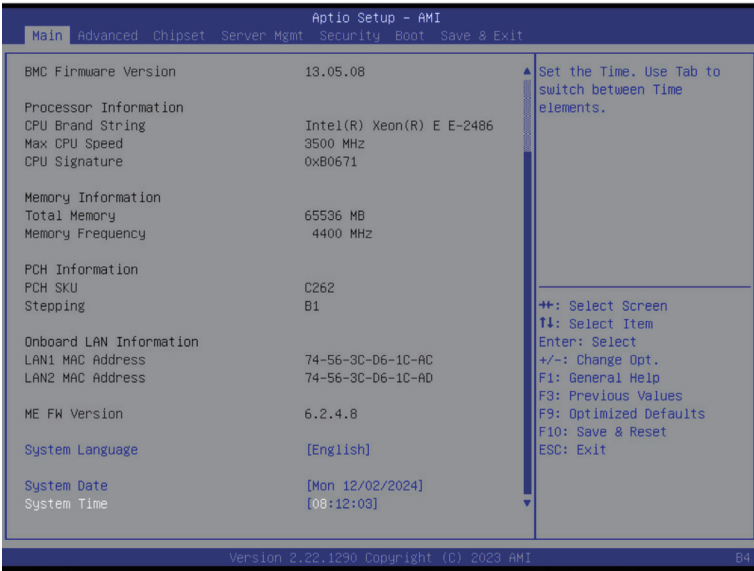 Aptio Setup - AMI
Main Advanced Chipset Server Mgmt Security Boot Save & Exit
BMC Firmware Version 13.05.08
Processor Information
CPU Brand String Intel(R) Xeon(R) E E-2486
Max CPU Speed 3500 MHz
CPU Signature 0xB0671
Memory Information
Total Memory 65536 MB
Memory Frequency 4400 MHz
PCH Information
PCH SKU C262
Stepping B1
Onboard LAN Information
LAN1 MAC Address 74-56-3C-D6-1C-AC
LAN2 MAC Address 74-56-3C-D6-1C-AD
ME FW Version 6.2.4.8
System Language [English]
System Date [Mon 12/02/2024]
System Time [08:12:03]
Set the Time. Use Tab to
switch between Time
elements.
→←: Select Screen
↑↓: Select Item
Enter: Select
+/-: Change Opt.
F1: General Help
F3: Previous Values
F9: Optimized Defaults
F10: Save & Reset
ESC: Exit
Version 2.22.1290 Copyright (C) 2023 AMI
B4